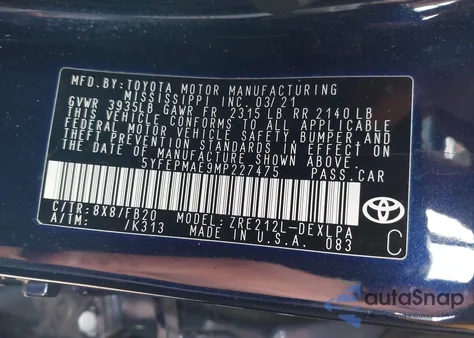 MFD. BY: TOYOTA MOTOR MANUFACTURING
MISSISSIPPI INC. 03/21
GVWR 3935LB GAWR FR 2315LB RR 2140LB
THIS VEHICLE CONFORMS TO ALL APPLICABLE
FEDERAL MOTOR VEHICLE SAFETY, BUMPER, AND
THEFT PREVENTION STANDARDS IN EFFECT ON
THE DATE OF MANUFACTURE SHOWN ABOVE.
5YFEPMAE9MP227475 PASS.CAR
C/TR: 8X8/FB20 MODEL: ZRE212L-DEXLPA
A/TM: /K313 MADE IN U.S.A. 083
C
autoSnap